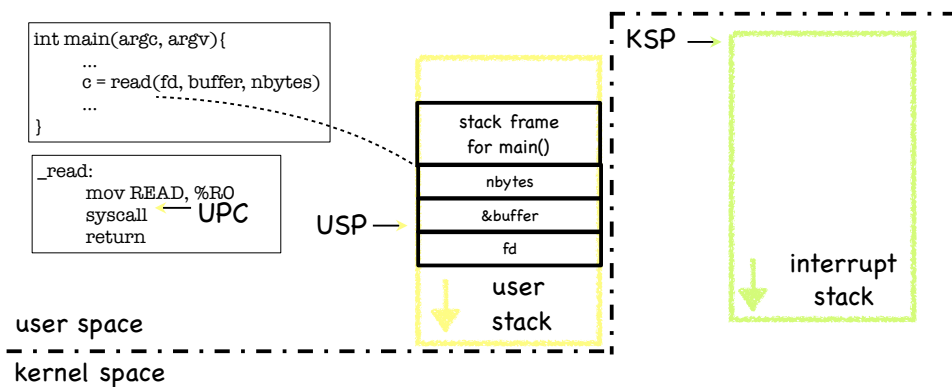 int main(argc, argv){
...
c = read(fd, buffer, nbytes)
...
}
_read:
mov READ, %R0
syscall
UPC
return
USP
stack frame
for main()
nbytes
&buffer
fd
user
stack
KSP
interrupt
stack
user space
kernel space